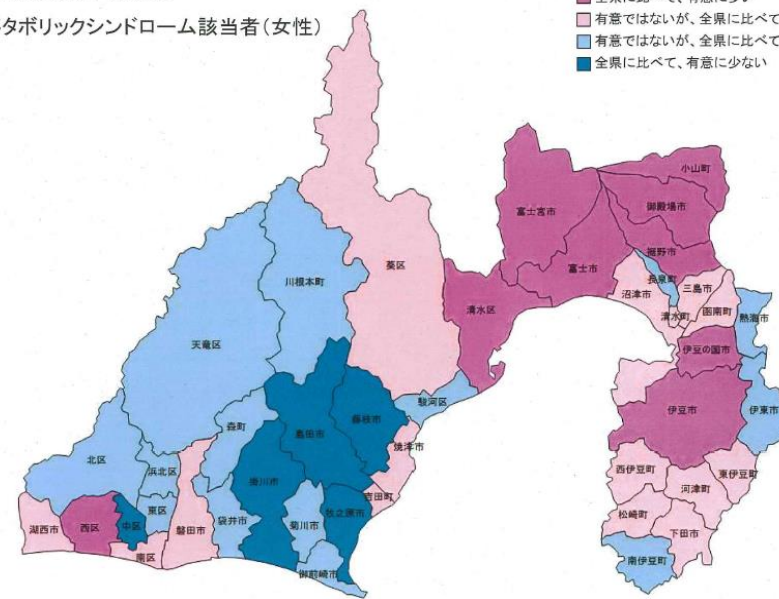 タボリックシンドローム該当者(女性)
有意ではないが、全県に比べて
有意ではないが、全県に比べて
全県に比べて、有意に少ない
小山町
御殿場市
富士宮市
裾野市
富士市
葵区
長泉町
三島市
沼津市
川根本町
清水区
清水町
函南町
熱海市
天竜区
伊豆の国市
駿河区
伊豆市
伊東市
藤枝市
森町
島田市
焼津市
北区
浜北区
西伊豆町
東伊豆町
掛川市
河津町
吉田町
東区
牧之原市
松崎町
湖西市
西区
中区
磐田市
袋井市
菊川市
下田市
南区
南伊豆町
御前崎市